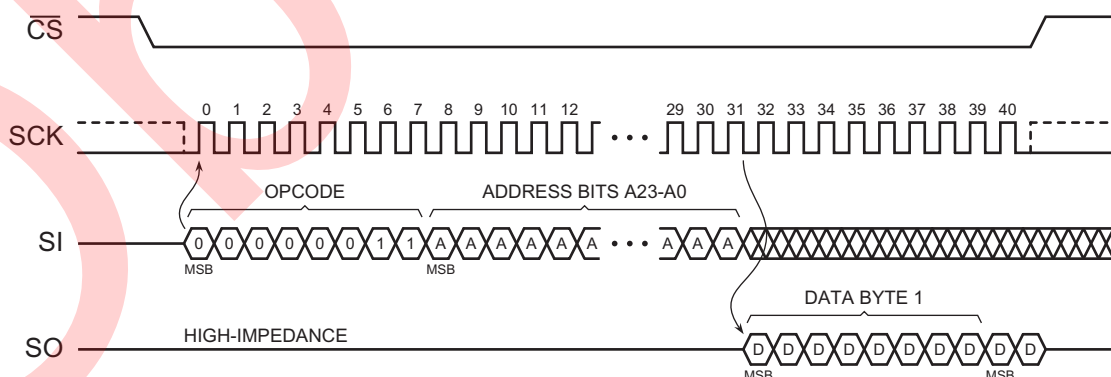 CS
0 1 2 3 4 5 6 7 8 9 10 11 12 29 30 31 32 33 34 35 36 37 38 39 40
SCK
OPCODE ADDRESS BITS A23-A0
SI 0 0 0 0 0 0 1 1 A A A A A A A A A
MSB MSB
DATA BYTE 1
HIGH-IMPEDANCE
SO D D D D D D D D D D
MSB MSB